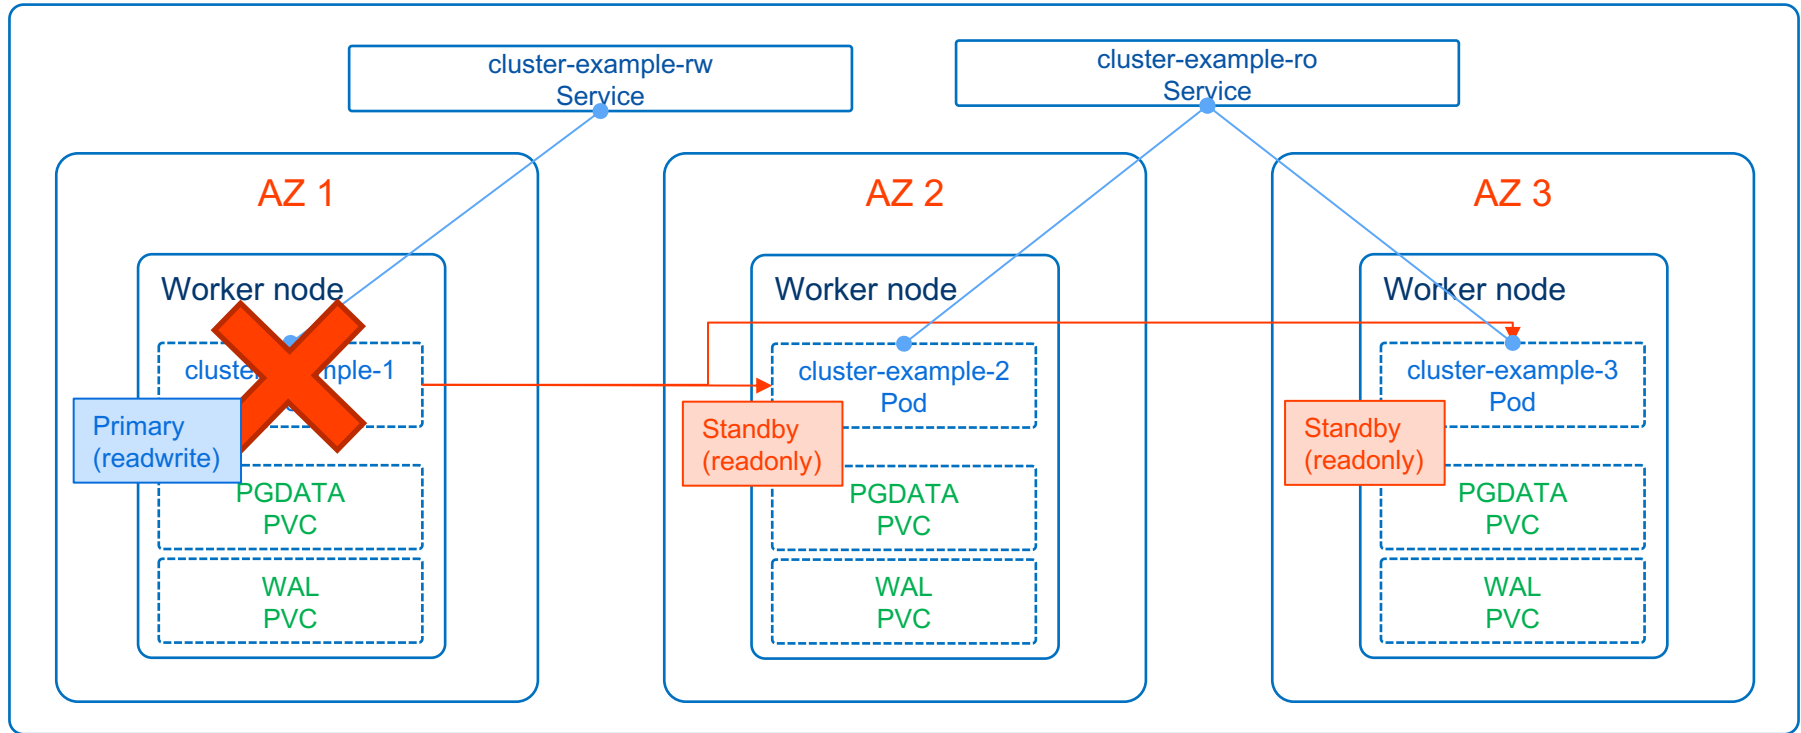 cluster-example-rw
Service
cluster-example-ro
Service
AZ 1
Worker node
mple-1
Primary
(readwrite)
PGDATA
PVC
WAL
PVC
AZ 2
Worker node
cluster-example-2
Pod
Standby
(readonly)
PGDATA
PVC
WAL
PVC
AZ 3
Worker node
cluster-example-3
Pod
Standby
(readonly)
PGDATA
PVC
WAL
PVC